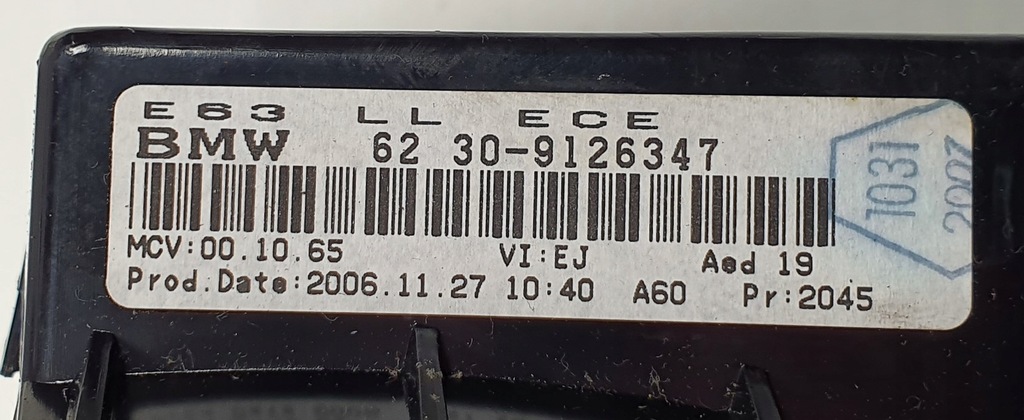 E63 LL ECE
BMW 62 30-9126347
MCV:00.10.65 VI:EJ Aed 19
Prod.Date:2006.11.27 10:40 A60 Pr:2045
1031
2007